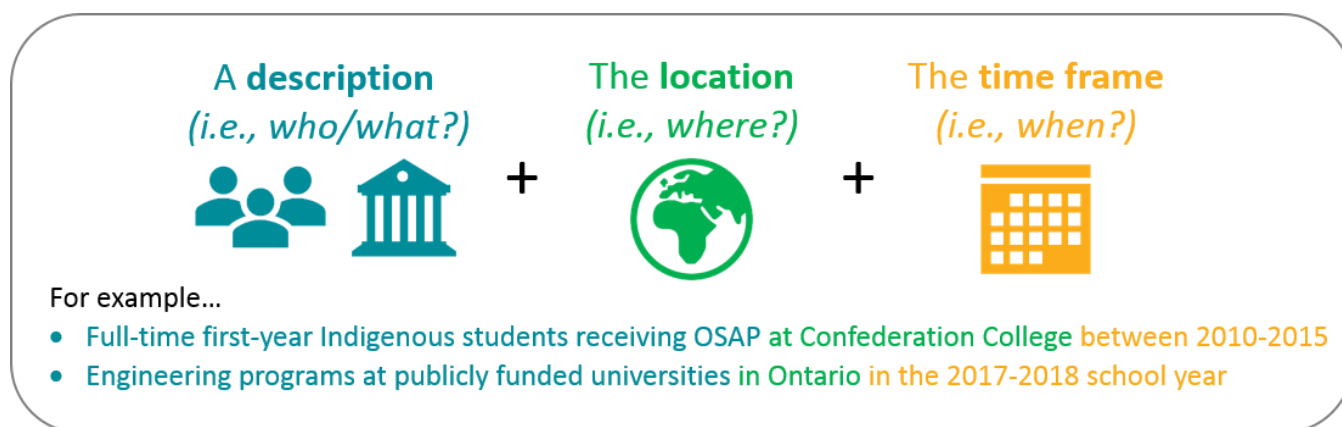 A description
(i.e., who/what?)
+
The location
(i.e., where?)
+
The time frame
(i.e., when?)
For example...
• Full-time first-year Indigenous students receiving OSAP at Confederation College between 2010-2015
• Engineering programs at publicly funded universities in Ontario in the 2017-2018 school year